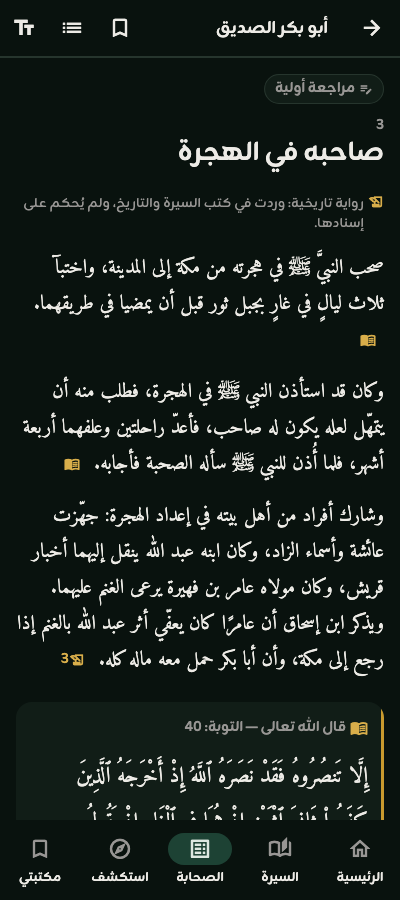 أبو بكر الصديق
مراجعة أولية
3
صاحبه في الهجرة
رواية تاريخية: وردت في كتب السيرة والتاريخ، ولم يُحكم على
إسنادها.
صحب النبيَّ ﷺ في هجرته من مكة إلى المدينة، واختبآ
ثلاث ليالٍ في غارٍ بجبل ثور قبل أن يمضيا في طريقهما.
وكان قد استأذن النبي ﷺ في الهجرة، فطلب منه أن
يتمهّل لعله يكون له صاحب، فأعدّ راحلتين وعلفهما أربعة
أشهر، فلما أُذن للنبي ﷺ سأله الصحبة فأجابه.
وشارك أفراد من أهل بيته في إعداد الهجرة: جهّزت
عائشة وأسماء الزاد، وكان ابنه عبد الله ينقل إليهما أخبار
قريش، وكان مولاه عامر بن فهيرة يرعى الغنم عليهما.
ويذكر ابن إسحاق أن عامرًا كان يعفّي أثر عبد الله بالغنم إذا
رجع إلى مكة، وأن أبا بكر حمل معه ماله كله. 3
قال الله تعالى — التوبة: 40
إِلَّا تَنصُرُوهُ فَقَدْ نَصَرَهُ ٱللَّهُ إِذْ أَخْرَجَهُ ٱلَّذِينَ
الرئيسية
السيرة
الصحابة
استكشف
مكتبتي